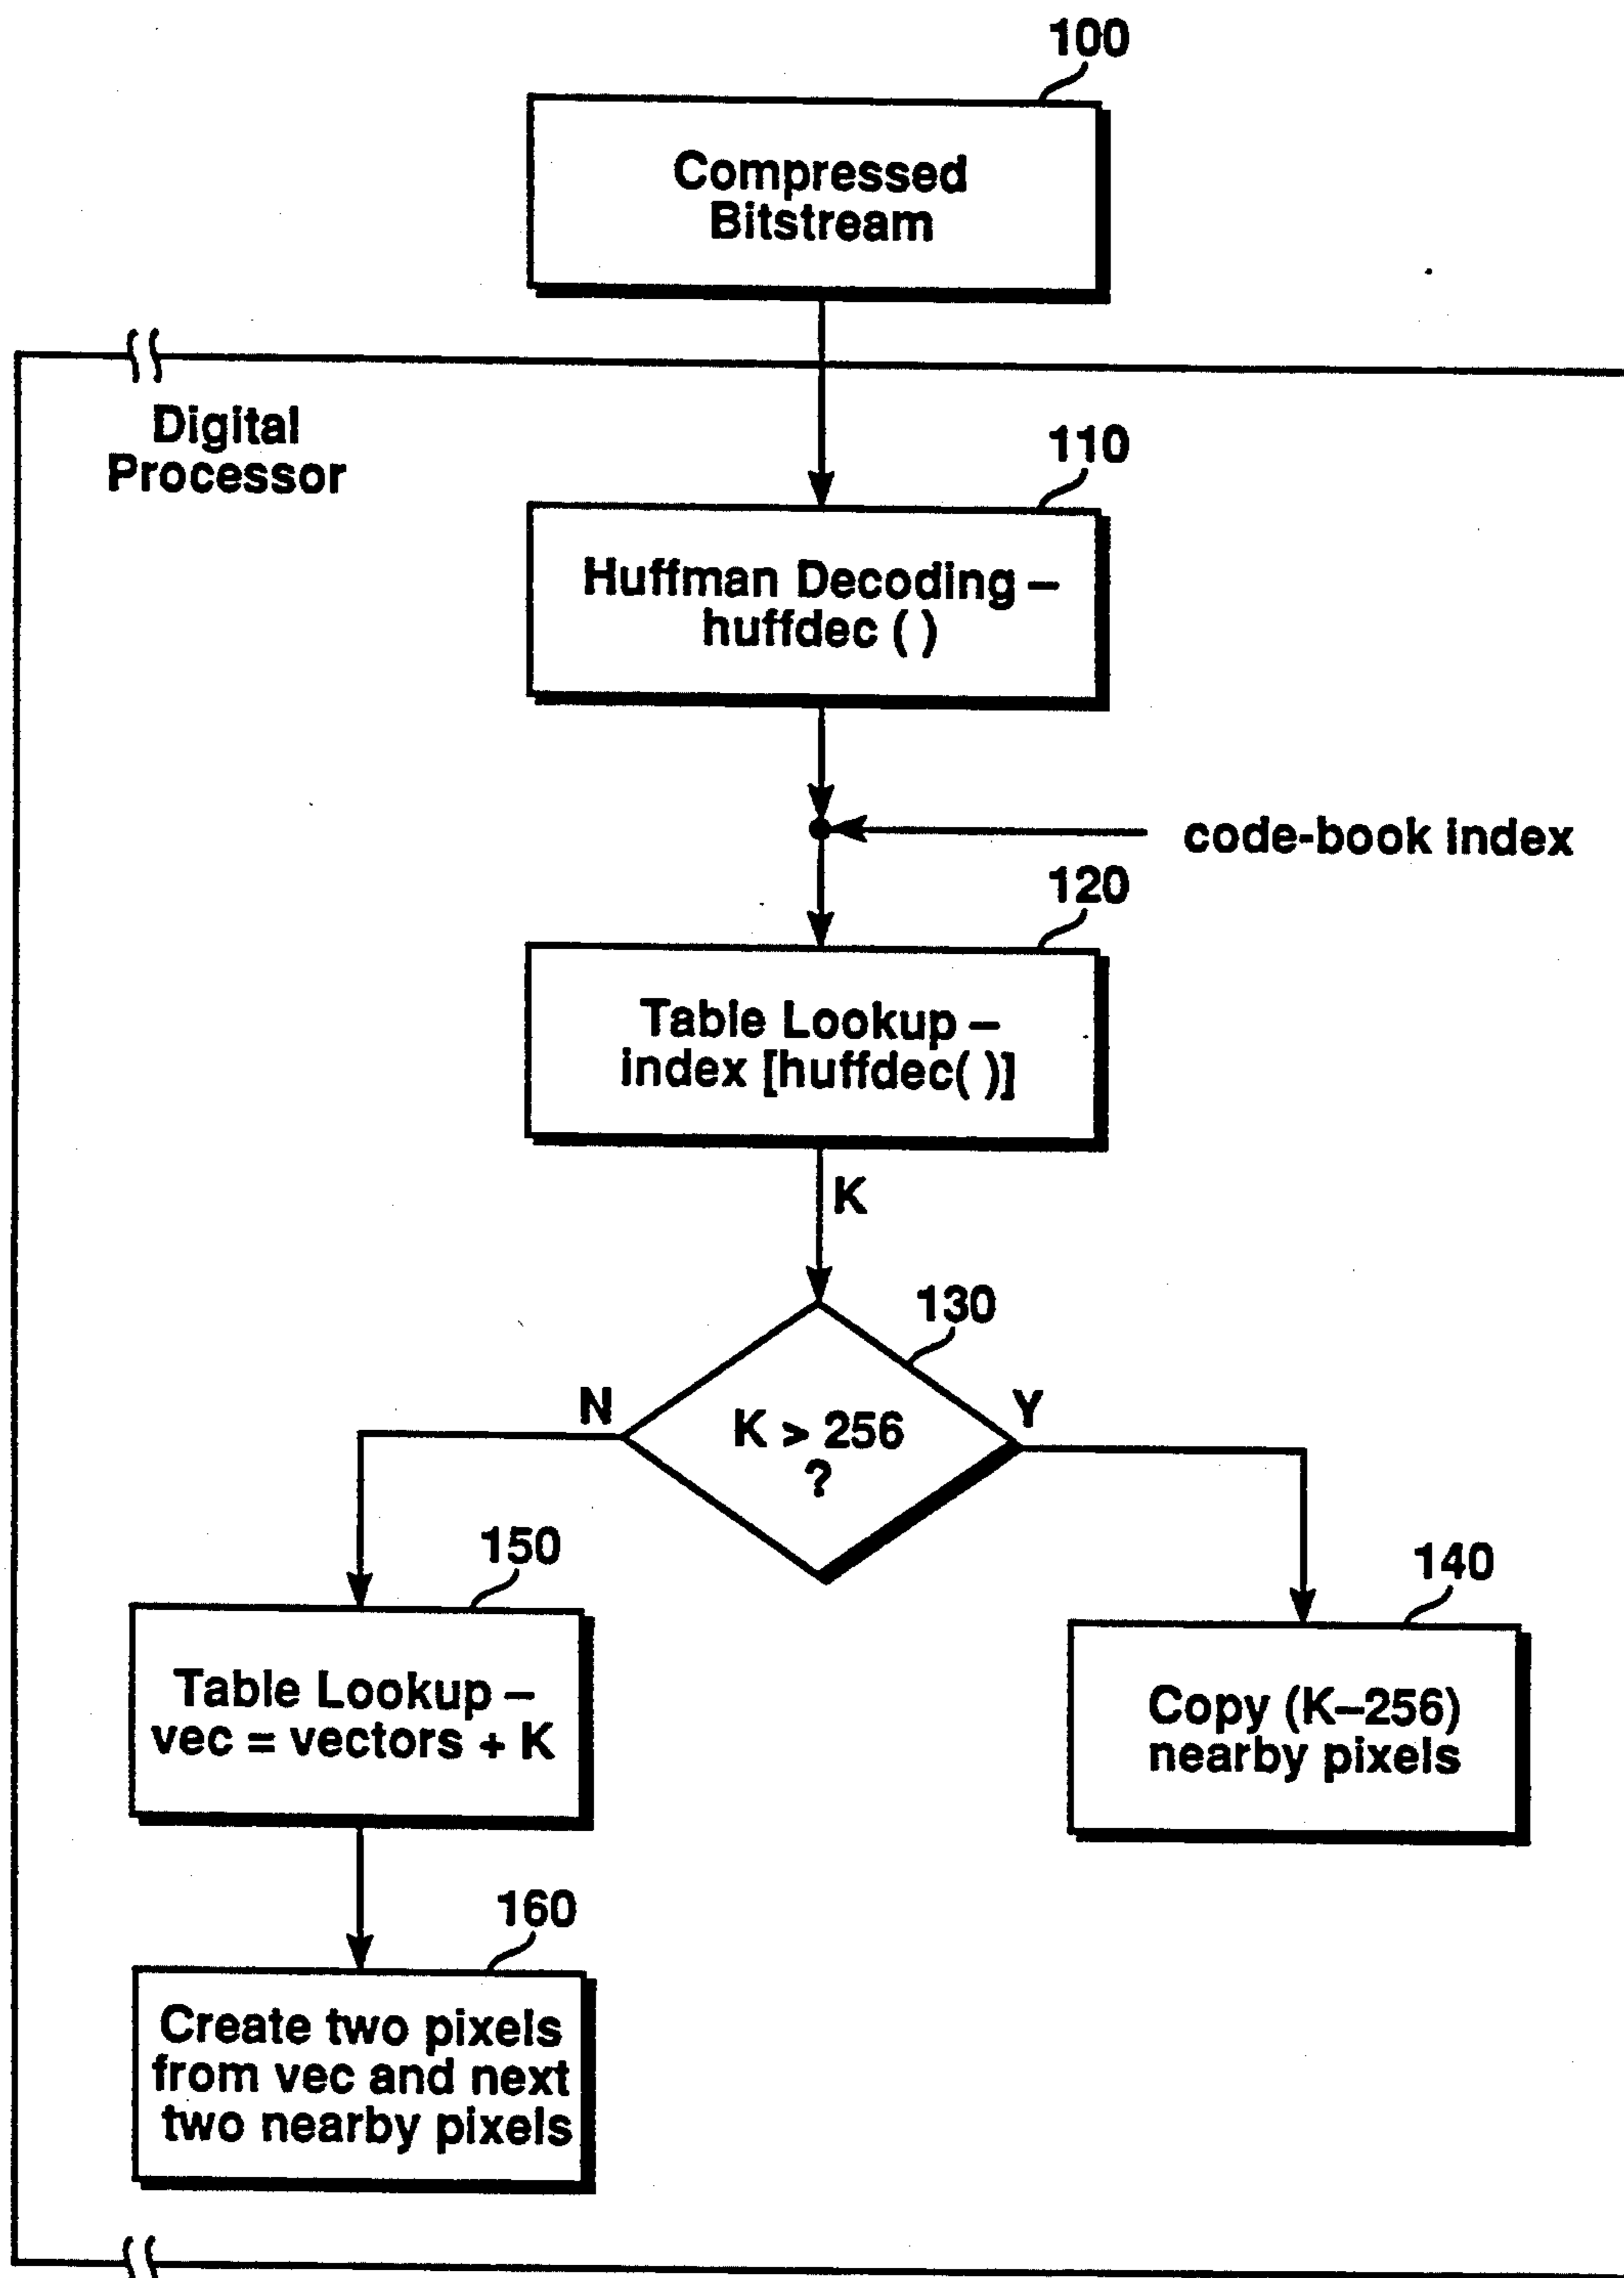 100
Compressed
Bitstream
Digital
Processor
110
Huffman Decoding –
huffdec ( )
code-book index
120
Table Lookup –
index [huffdec( )]
K
130
N
Y
K > 256
?
150
140
Table Lookup –
vec = vectors + K
Copy (K–256)
nearby pixels
160
Create two pixels
from vec and next
two nearby pixels